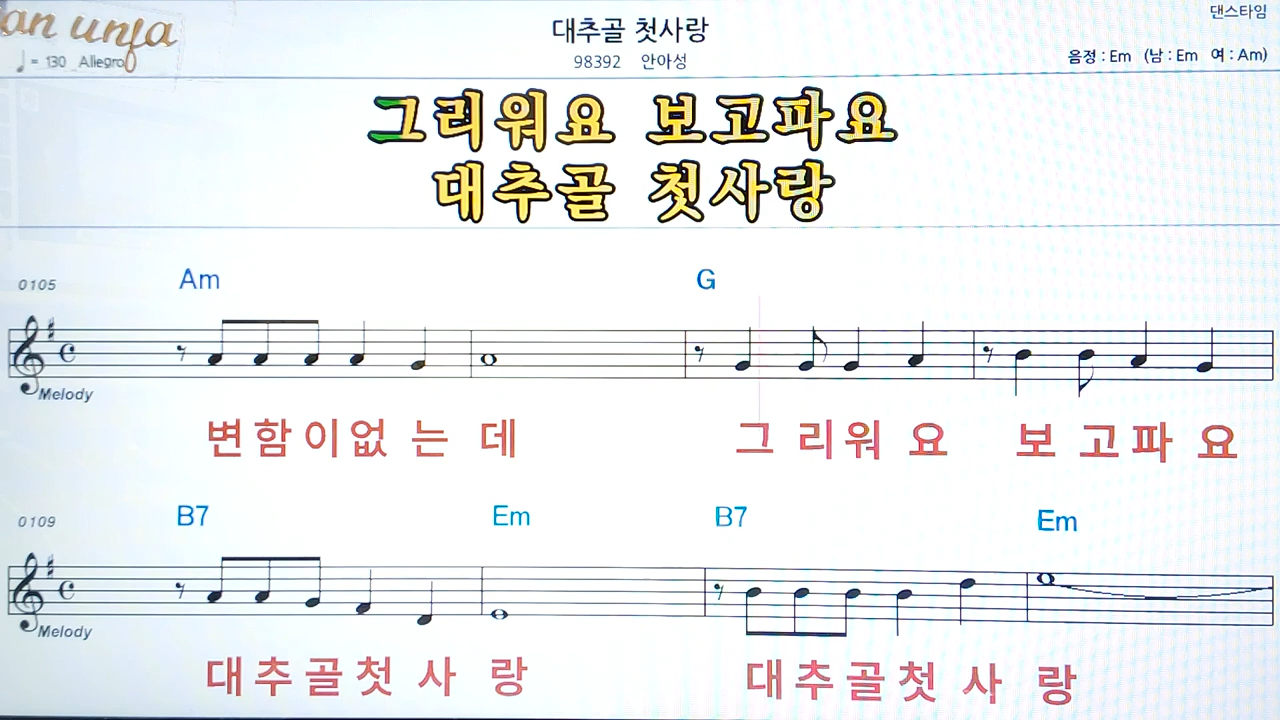 an unfa
대추골 첫사랑
댄스타임
♩= 130 Allegro
98392 안아성
음정 : Em (남 : Em 여 : Am)
그리워요 보고파요
대추골 첫사랑
0105 Am G
Melody
변함이없는데 그리워요 보고파요
0109 B7 Em B7 Em
Melody
대추골첫사랑 대추골첫사랑